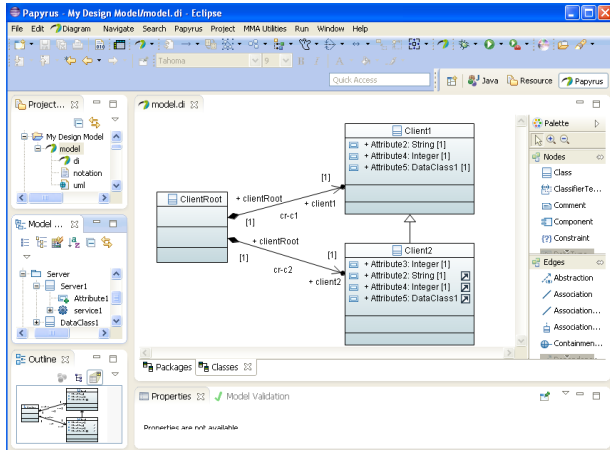 Papyrus - My Design Model/model.di - Eclipse
File Edit Diagram Navigate Search Papyrus Project MMA Utilities Run Window Help
Tahoma 9
Quick Access
Java Resource Papyrus
Project...
My Design Model
model
di
notation
uml
Model ...
Server
Server1
Attribute1
service1
DataClass1
Outline
model.di
Client1
+ Attribute2: String [1]
+ Attribute4: Integer [1]
+ Attribute5: DataClass1 [1]
ClientRoot
[1]
+ clientRoot
+ client1
[1]
cr-c1
+ clientRoot
[1]
[1]
cr-c2
+ client2
Client2
+ Attribute3: Integer [1]
+ Attribute2: String [1]
+ Attribute4: Integer [1]
+ Attribute5: DataClass1
Packages Classes
Palette
Nodes
Class
ClassifierTe...
Comment
Component
{?} Constraint
Edges
Abstraction
Association
Association...
Association...
Containmen...
Properties Model Validation
Properties are not available